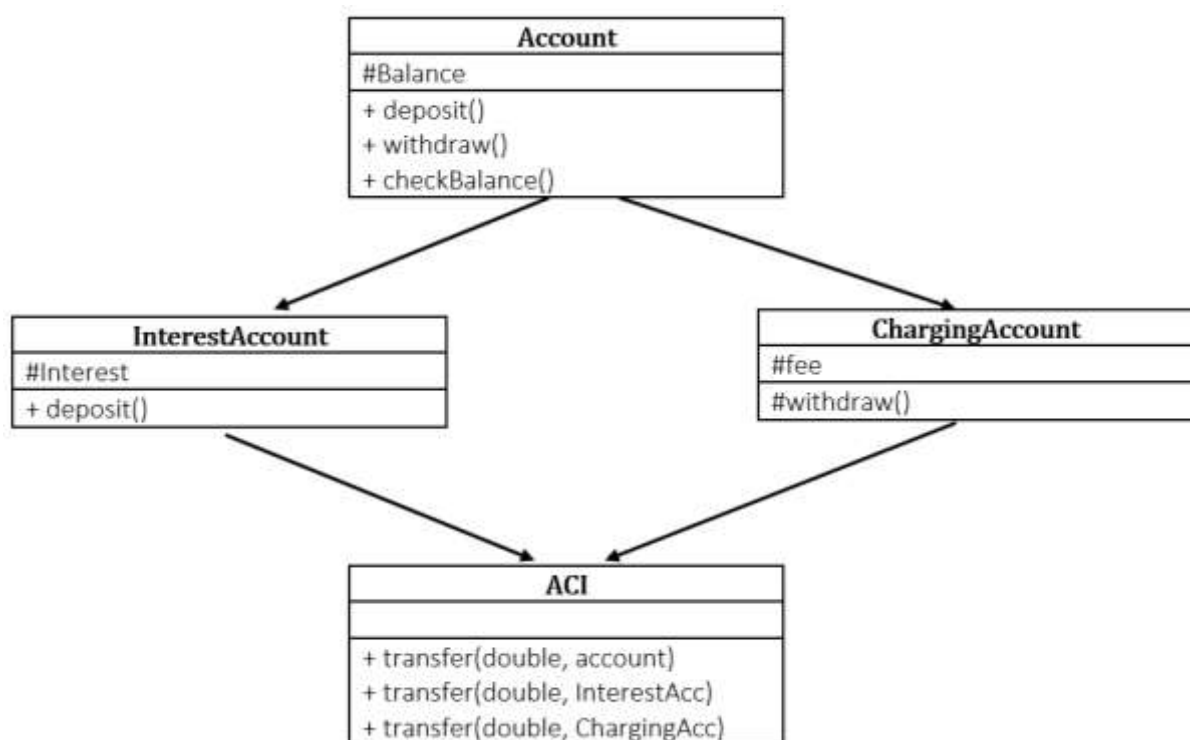 Account
#Balance
+ deposit()
+ withdraw()
+ checkBalance()
InterestAccount
#Interest
+ deposit()
ChargingAccount
#fee
#withdraw()
ACI
+ transfer(double, account)
+ transfer(double, InterestAcc)
+ transfer(double, ChargingAcc)